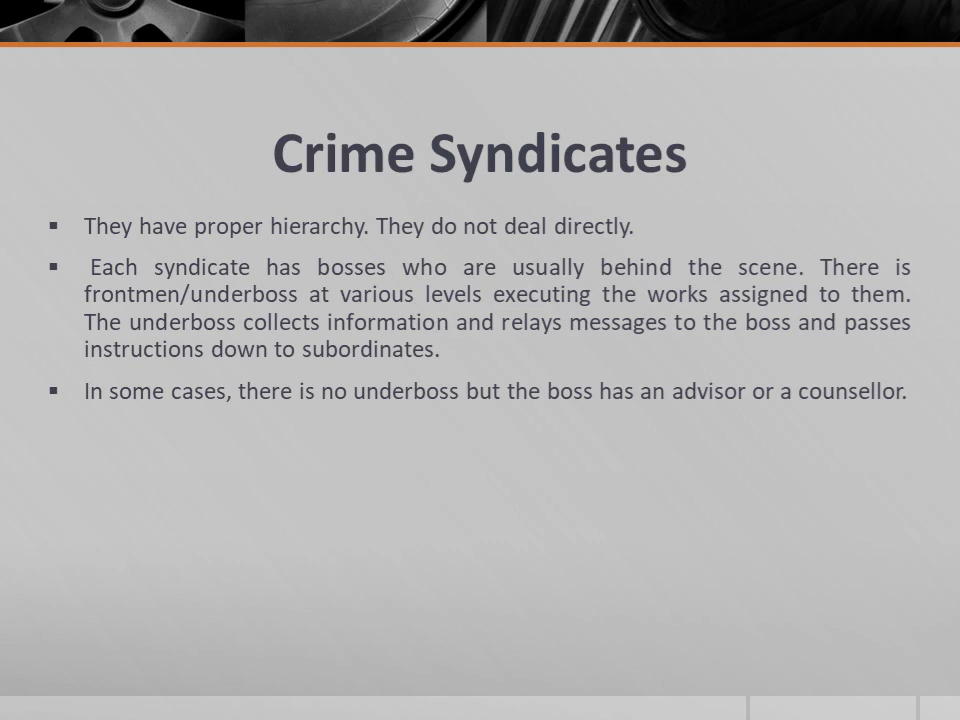 Crime Syndicates
▪ They have proper hierarchy. They do not deal directly.
▪ Each syndicate has bosses who are usually behind the scene. There is
frontmen/underboss at various levels executing the works assigned to them.
The underboss collects information and relays messages to the boss and passes
instructions down to subordinates.
▪ In some cases, there is no underboss but the boss has an advisor or a counsellor.